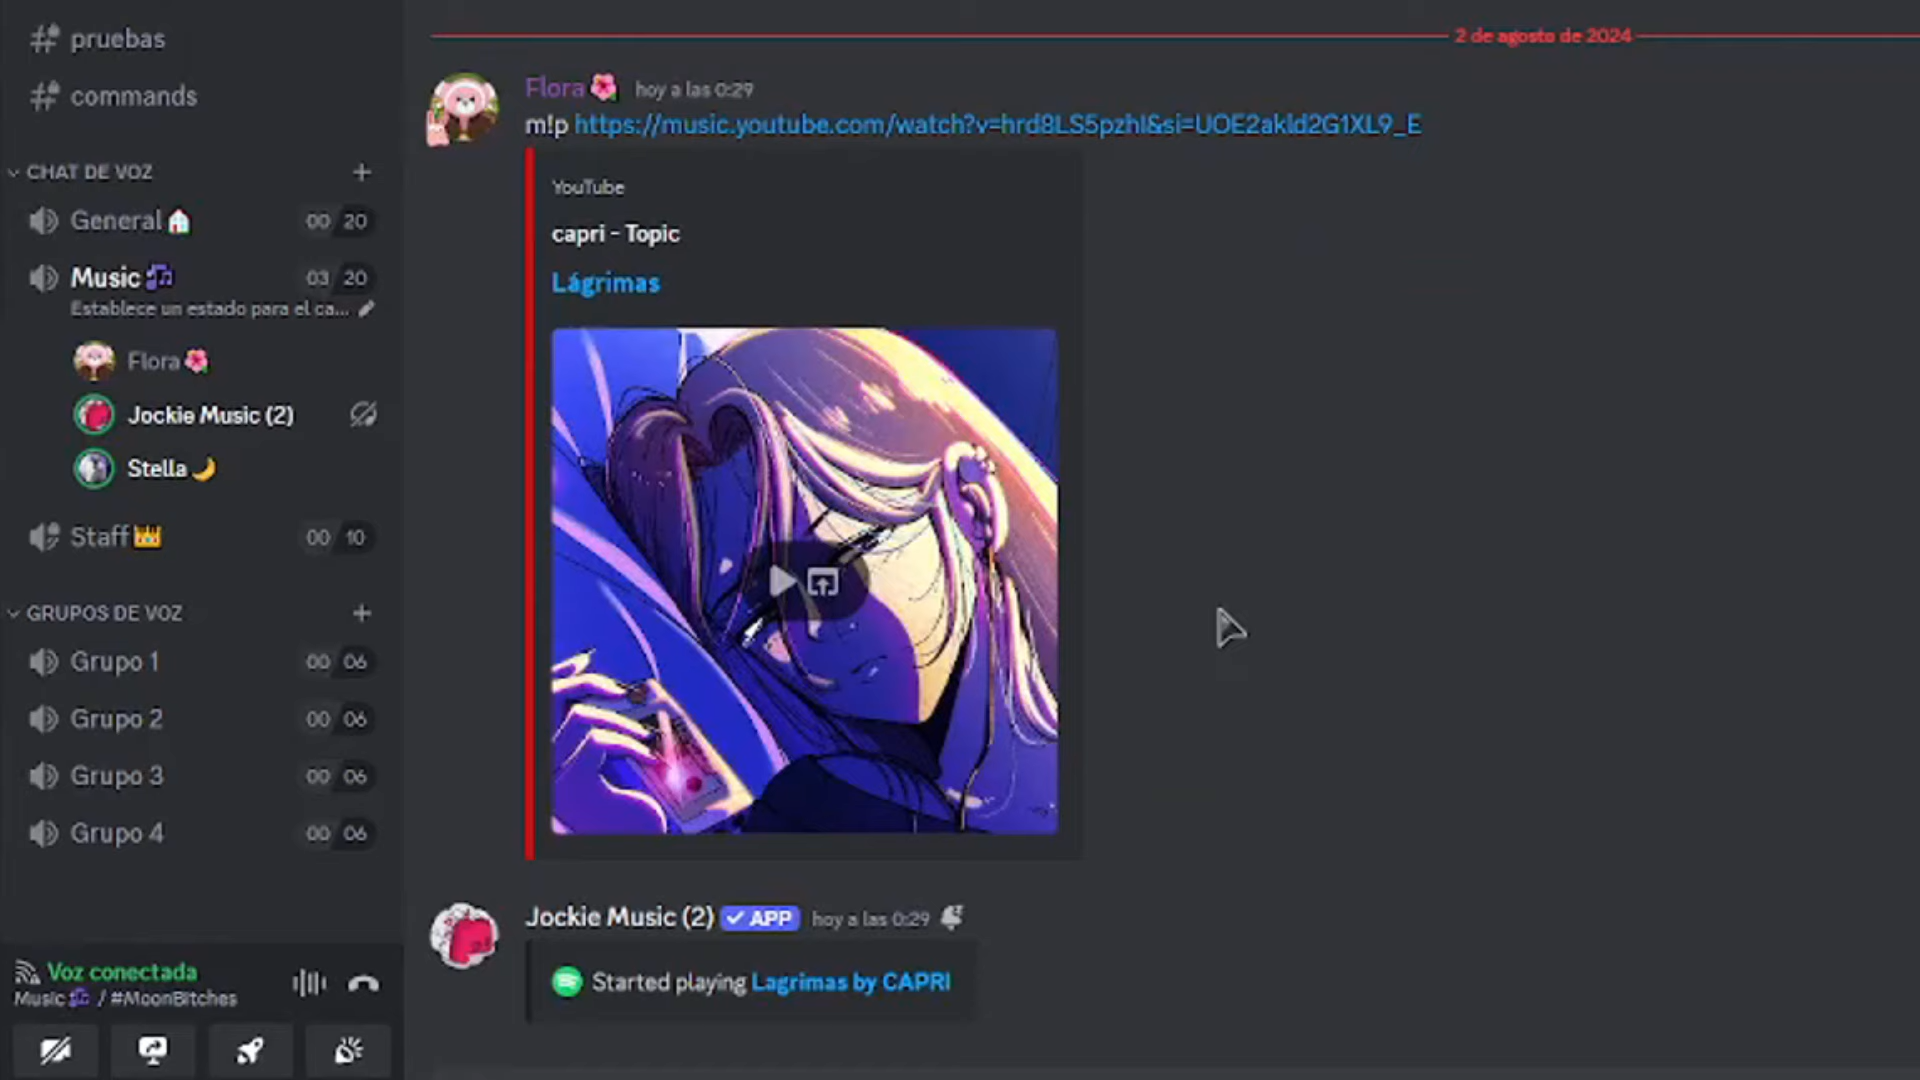 pruebas
commands
CHAT DE VOZ
General 00 20
Music 03 20
Establece un estado para el ca...
Flora
Jockie Music (2)
Stella
Staff 00 10
GRUPOS DE VOZ
Grupo 1 00 06
Grupo 2 00 06
Grupo 3 00 06
Grupo 4 00 06
Voz conectada
Music / #MoonBitches
2 de agosto de 2024
Flora hoy a las 0:29
m!p https://music.youtube.com/watch?v=hrd8LS5pzhI&si=UOE2akld2G1XL9_E
YouTube
capri - Topic
Lágrimas
Jockie Music (2) APP hoy a las 0:29
Started playing Lagrimas by CAPRI